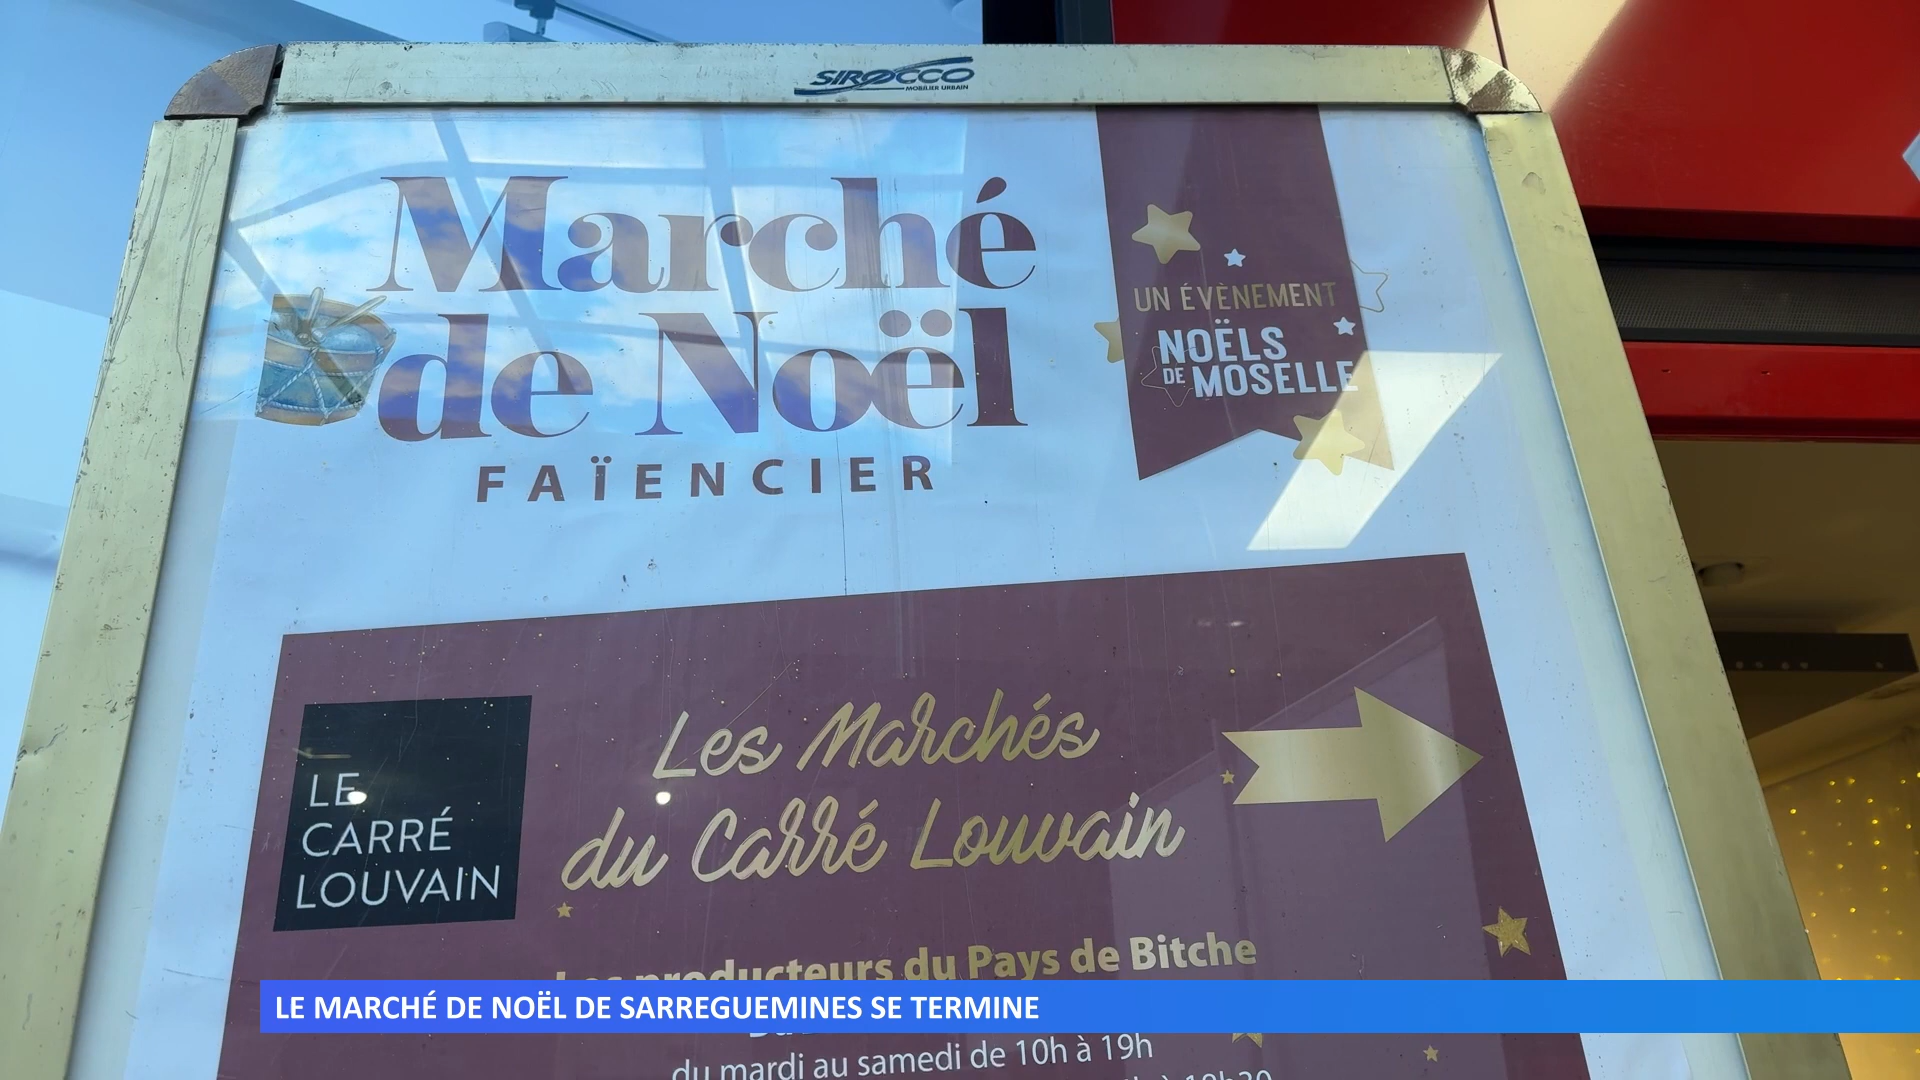 SIROCCO
MOBILIER URBAIN
Marché
de Noël
FAÏENCIER
UN ÉVÈNEMENT
NOËLS
DE MOSELLE
LE
CARRÉ
LOUVAIN
Les Marchés
du Carré Louvain
Les producteurs du Pays de Bitche
LE MARCHÉ DE NOËL DE SARREGUEMINES SE TERMINE
du mardi au samedi de 10h à 19h